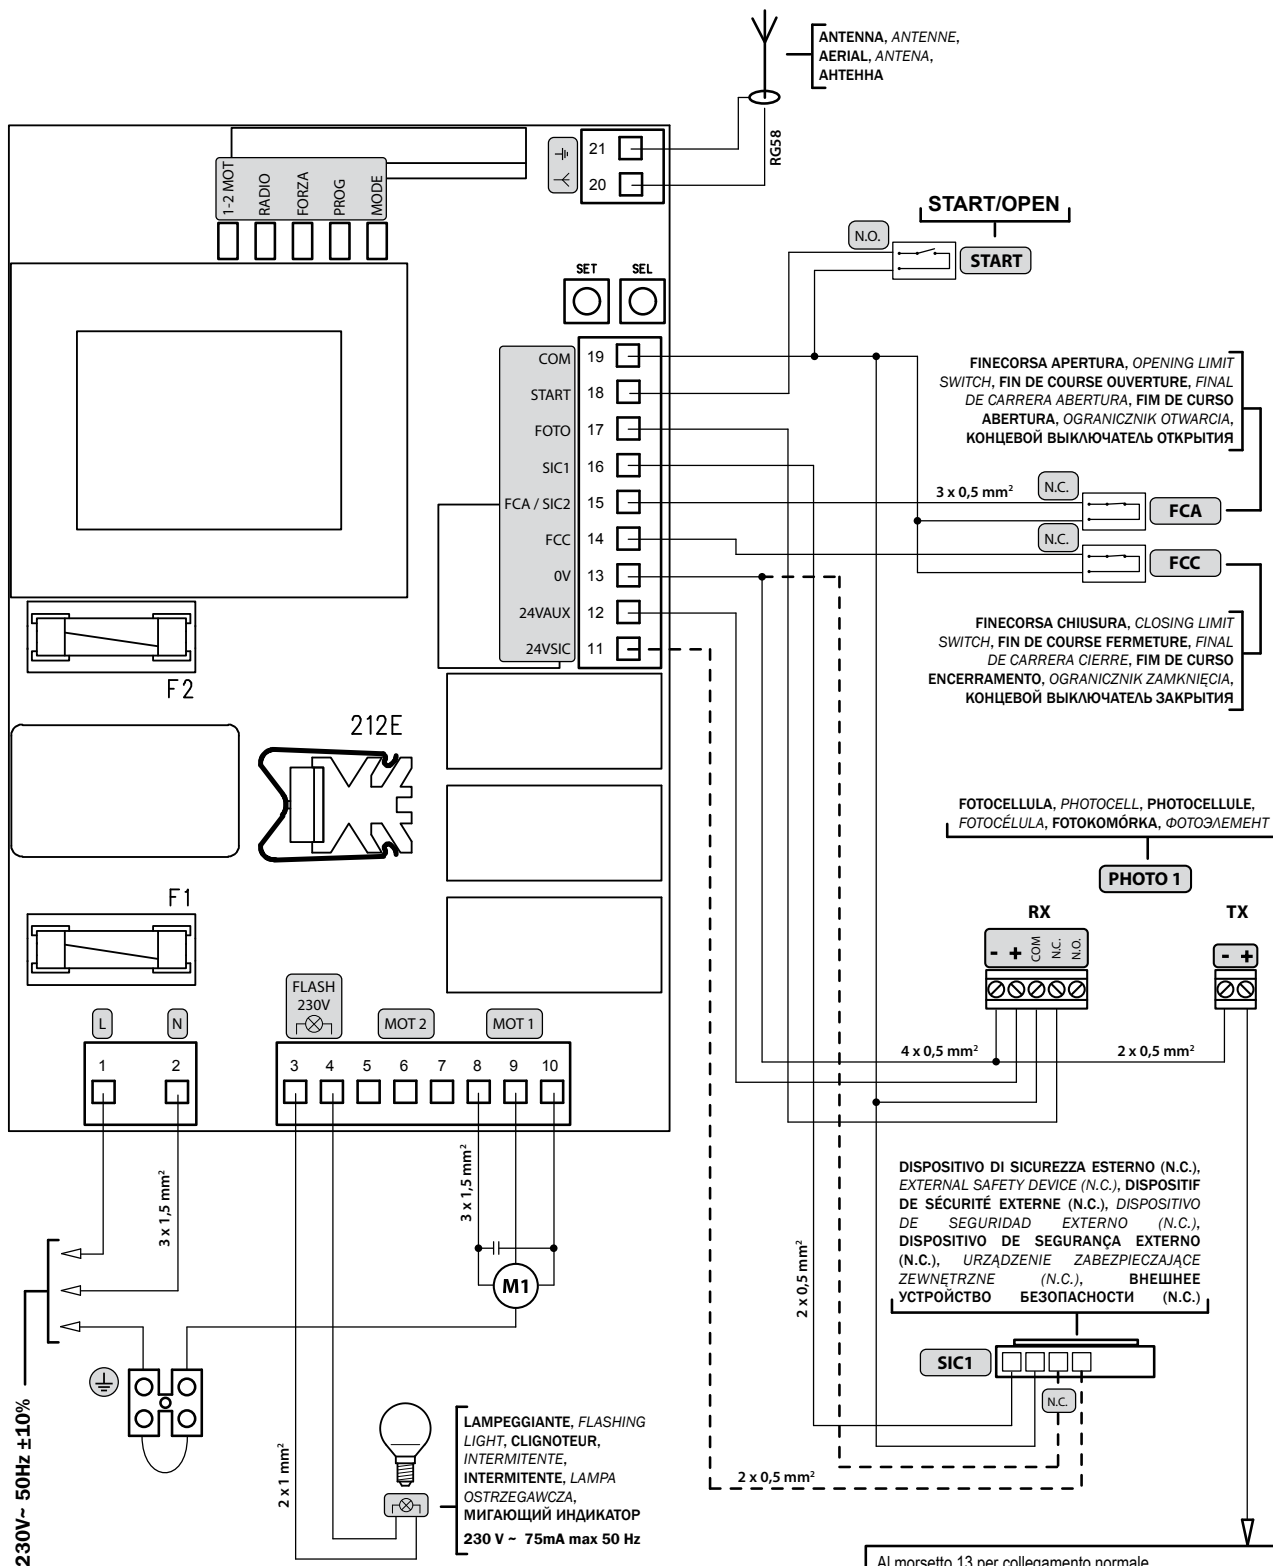 ANTENNA, ANTENNE,
AERIAL, ANTENA,
АНТЕННА
RG58
21
20
1-2 MOT
RADIO
FORZA
PROG
MODE
START/OPEN
N.O.
START
SET
SEL
COM 19
START 18
FOTO 17
SIC1 16
FCA / SIC2 15
FCC 14
0V 13
24VAUX 12
24VSIC 11
FINECORSA APERTURA, OPENING LIMIT
SWITCH, FIN DE COURSE OUVERTURE, FINAL
DE CARRERA ABERTURA, FIM DE CURSO
ABERTURA, OGRANICZNIK OTWARCIA,
КОНЦЕВОЙ ВЫКЛЮЧАТЕЛЬ ОТКРЫТИЯ
3 x 0,5 mm²
N.C.
FCA
N.C.
FCC
FINECORSA CHIUSURA, CLOSING LIMIT
SWITCH, FIN DE COURSE FERMETURE, FINAL
DE CARRERA CIERRE, FIM DE CURSO
ENCERRAMENTO, OGRANICZNIK ZAMKNIĘCIA,
КОНЦЕВОЙ ВЫКЛЮЧАТЕЛЬ ЗАКРЫТИЯ
F2
212E
F1
FOTOCELLULA, PHOTOCELL, PHOTOCELLULE,
FOTOCÉLULA, FOTOKOMÓRKA, ФОТОЭЛЕМЕНТ
PHOTO 1
RX
TX
- + COM N.C. N.O.
- +
4 x 0,5 mm²
2 x 0,5 mm²
L
N
FLASH
230V
MOT 2
MOT 1
1 2 3 4 5 6 7 8 9 10
3 x 1,5 mm²
3 x 1,5 mm²
M1
2 x 0,5 mm²
DISPOSITIVO DI SICUREZZA ESTERNO (N.C.),
EXTERNAL SAFETY DEVICE (N.C.), DISPOSITIF
DE SÉCURITÉ EXTERNE (N.C.), DISPOSITIVO
DE SEGURIDAD EXTERNO (N.C.),
DISPOSITIVO DE SEGURANÇA EXTERNO
(N.C.), URZĄDZENIE ZABEZPIECZAJĄCE
ZEWNĘTRZNE (N.C.), ВНЕШНЕЕ
УСТРОЙСТВО БЕЗОПАСНОСТИ (N.C.)
SIC1
N.C.
2 x 0,5 mm²
230V~ 50Hz ±10%
2 x 1 mm²
LAMPEGGIANTE, FLASHING
LIGHT, CLIGNOTEUR,
INTERMITENTE,
INTERMITENTE, LAMPA
OSTRZEGAWCZA,
МИГАЮЩИЙ ИНДИКАТОР
230 V ~ 75mA max 50 Hz
Al morsetto 13 per collegamento normale